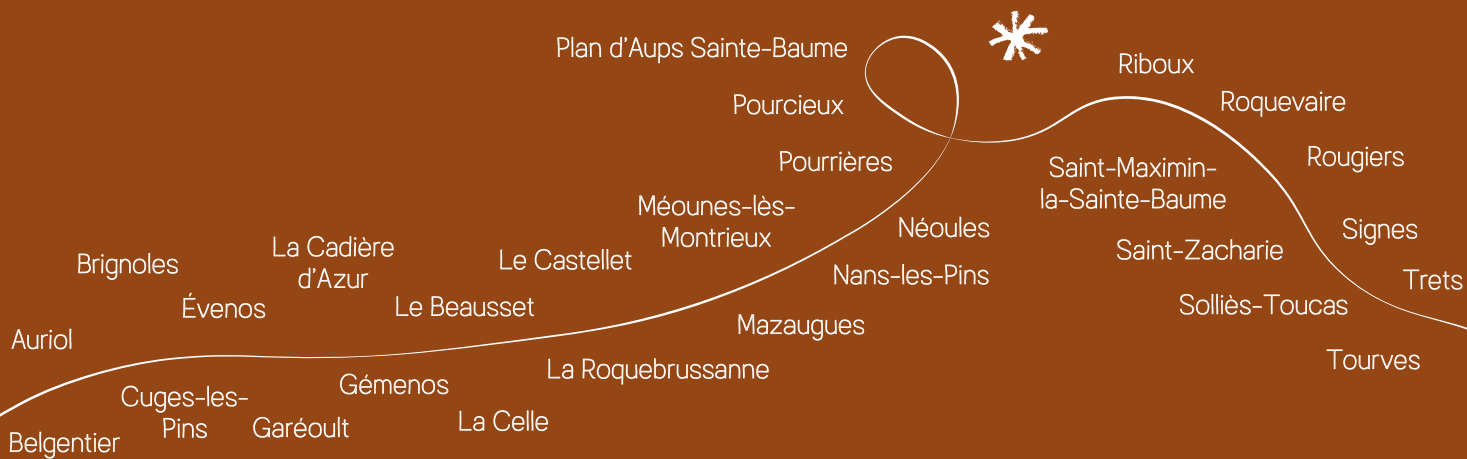 Plan d'Aups Sainte-Baume
Riboux
Pourcieux
Roquevaire
Pourrières
Rougiers
Saint-Maximin-
la-Sainte-Baume
Méounes-lès-
Montrieux
Néoules
Signes
La Cadière
d'Azur
Brignoles
Le Castellet
Saint-Zacharie
Nans-les-Pins
Trets
Évenos
Le Beausset
Solliès-Toucas
Mazaugues
Auriol
Tourves
La Roquebrussanne
Gémenos
Cuges-les-
Pins
Garéoult
La Celle
Belgentier